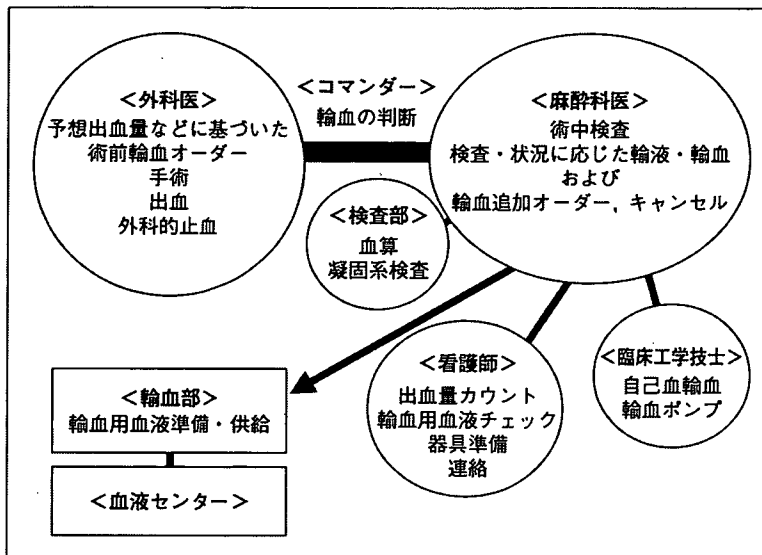 ＜外科医＞
予想出血量などに基づいた
術前輸血オーダー
手術
出血
外科的止血
＜コマンダー＞
輸血の判断
＜麻酔科医＞
術中検査
検査・状況に応じた輸液・輸血
および
輸血追加オーダー，キャンセル
＜検査部＞
血算
凝固系検査
＜輸血部＞
輸血用血液準備・供給
＜血液センター＞
＜看護師＞
出血量カウント
輸血用血液チェック
器具準備
連絡
＜臨床工学技士＞
自己血輸血
輸血ポンプ